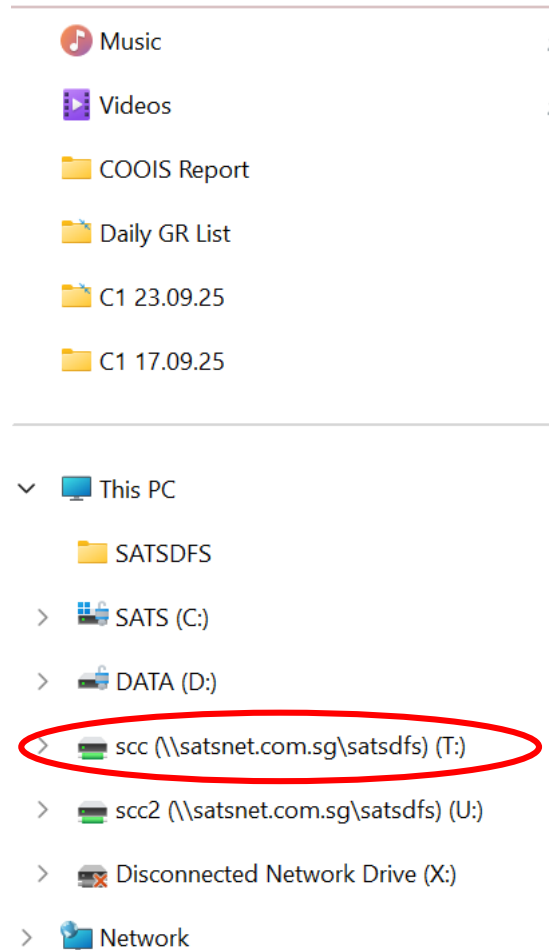 Music
Videos
COOIS Report
Daily GR List
C1 23.09.25
C1 17.09.25
This PC
SATSDFS
SATS (C:)
DATA (D:)
scc (\\satsnet.com.sg\satsdfs) (T:)
scc2 (\\satsnet.com.sg\satsdfs) (U:)
Disconnected Network Drive (X:)
Network